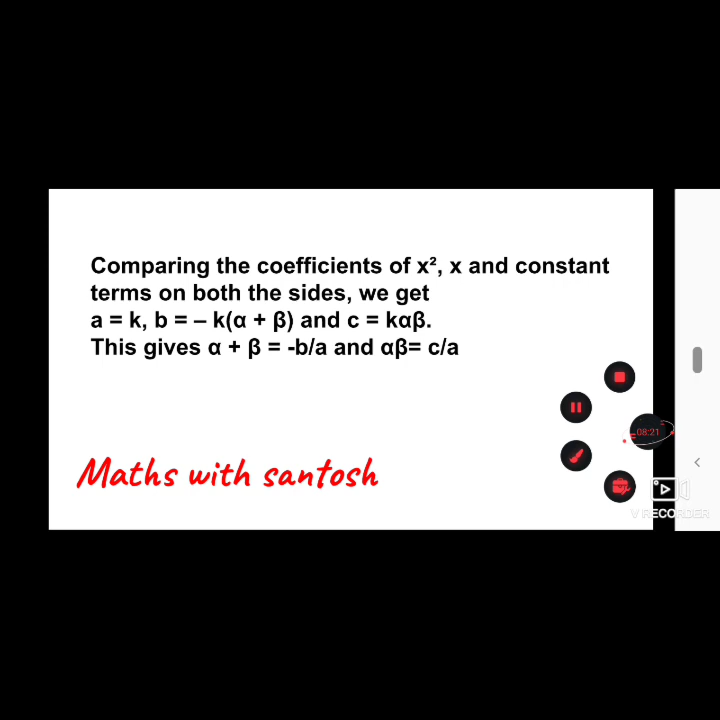 Comparing the coefficients of x², x and constant
terms on both the sides, we get
a = k, b = – k(α + β) and c = kαβ.
This gives α + β = -b/a and αβ= c/a
08:21
Maths with santosh
V RECORDER